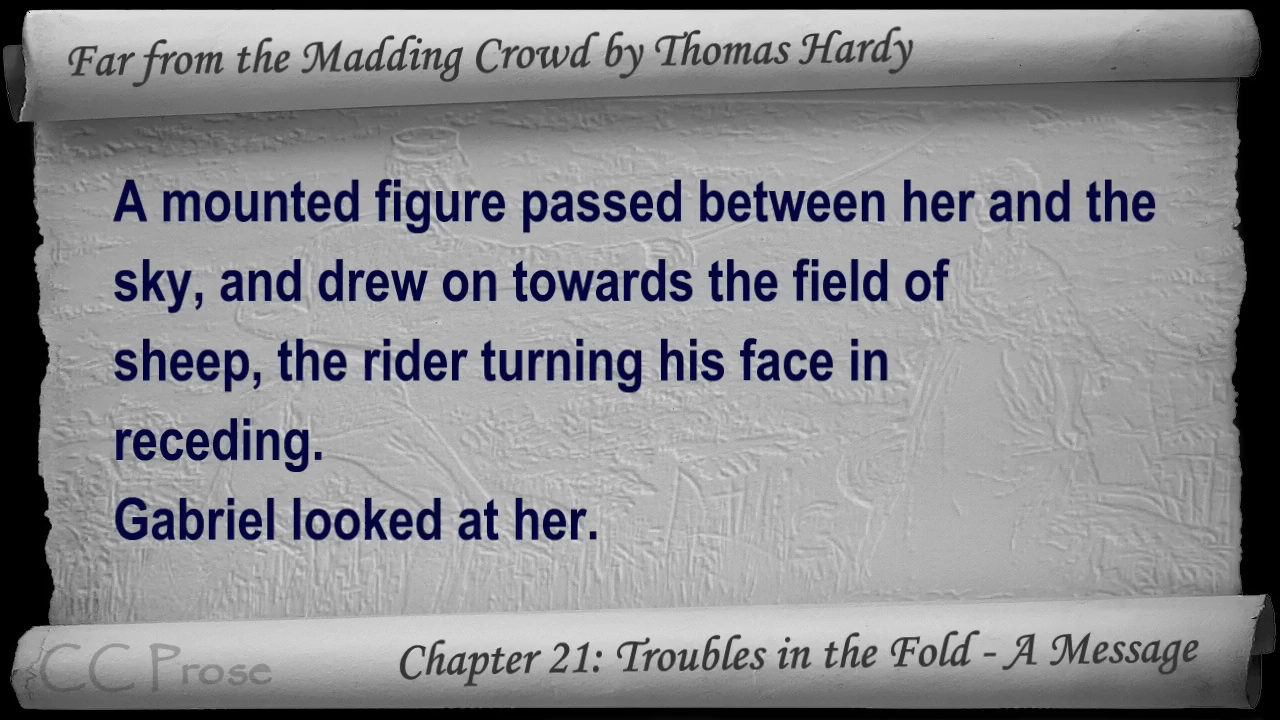 Far from the Madding Crowd by Thomas Hardy
A mounted figure passed between her and the
sky, and drew on towards the field of
sheep, the rider turning his face in
receding.
Gabriel looked at her.
CC Prose
Chapter 21: Troubles in the Fold - A Message